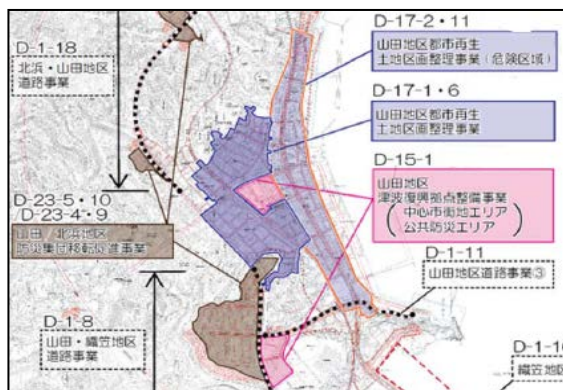 D-1-18
北浜・山田地区
道路事業
D-23-5・10
D-23-4・9
山田・北浜地区
防災集団移転促進事業
D-1-8
山田・織笠地区
道路事業
D-17-2・11
山田地区都市再生
土地区画整理事業(危険区域)
D-17-1・6
山田地区都市再生
土地区画整理事業
D-15-1
山田地区
津波復興拠点整備事業
(中心市街地エリア
公共防災エリア)
D-1-11
山田地区道路事業③
D-1-1
織笠地区